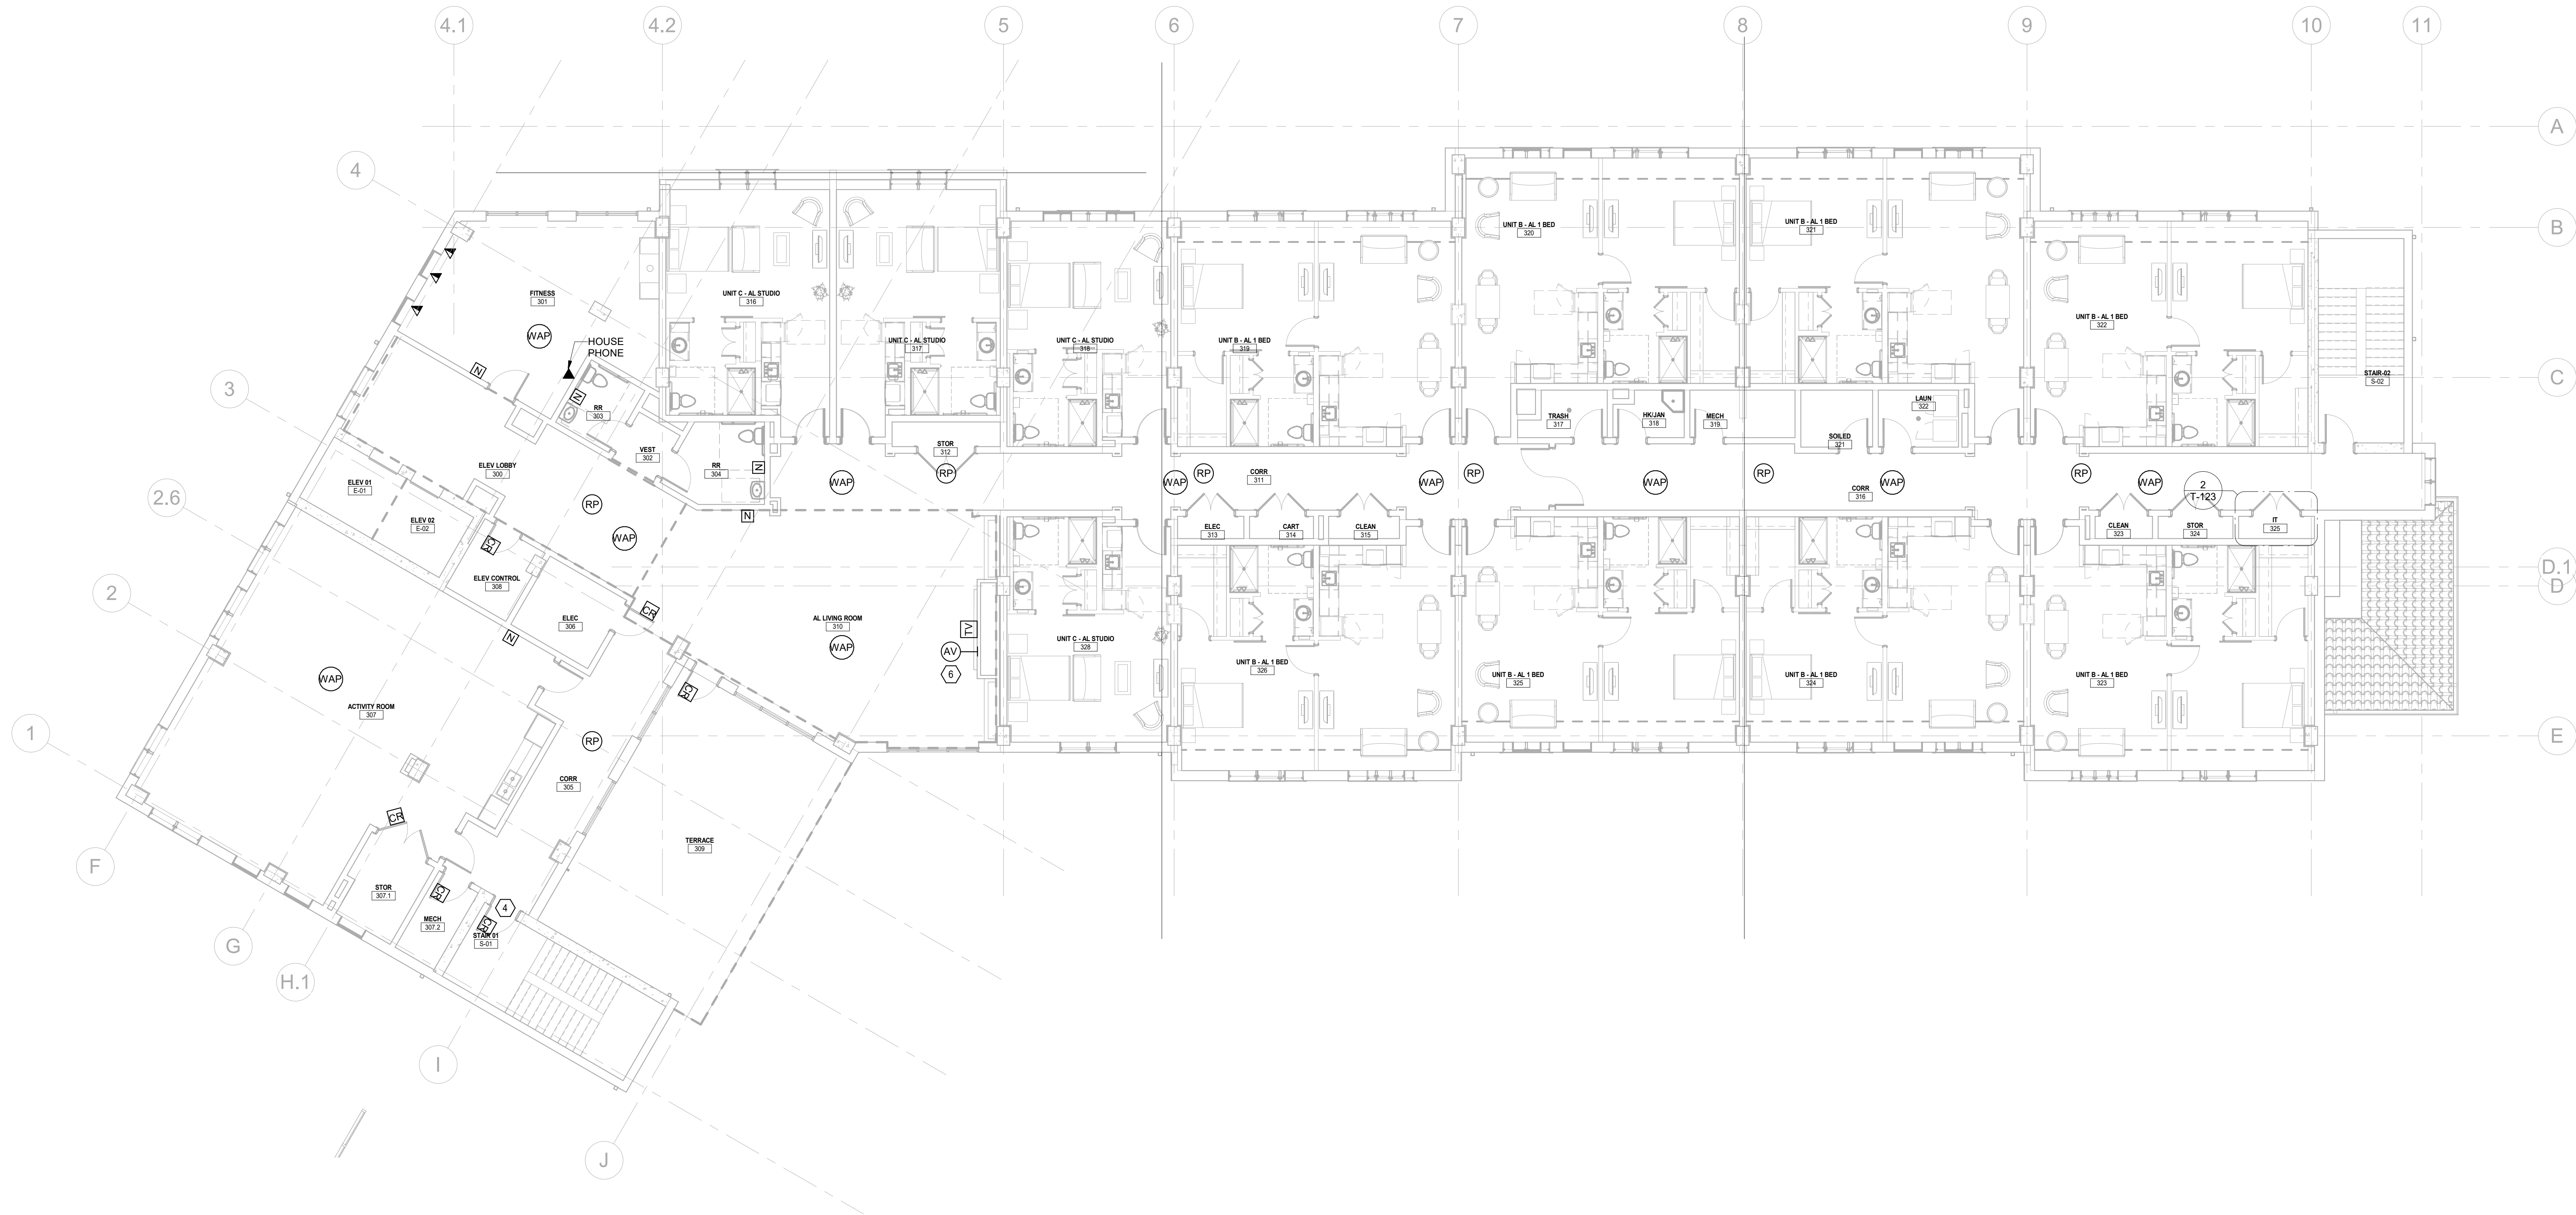 4.1
4.2
5
6
7
8
9
10
11
A
4
B
UNIT B - AL 1 BED
320
UNIT B - AL 1 BED
321
FITNESS
301
UNIT C - AL STUDIO
316
UNIT B - AL 1 BED
322
WAP
HOUSE
PHONE
UNIT C - AL STUDIO
317
UNIT C - AL STUDIO
318
UNIT B - AL 1 BED
319
N
3
N
RR
303
STAIR-02
S-02
C
TRASH
317
HK/JAN
318
MECH
319
LAUN
322
SOILED
321
VEST
302
STOR
312
ELEV LOBBY
300
RR
304
N
WAP
RP
WAP
RP
CORR
311
WAP
RP
WAP
RP
CORR
316
WAP
RP
WAP
2
T-123
2.6
ELEV 01
E-01
ELEV 02
E-02
RP
N
WAP
CR
ELEC
313
CART
314
CLEAN
315
CLEAN
323
STOR
324
IT
325
D.1
D
2
ELEV CONTROL
308
CR
ELEC
306
N
AL LIVING ROOM
310
WAP
TV
AV
6
UNIT C - AL STUDIO
328
UNIT B - AL 1 BED
326
UNIT B - AL 1 BED
325
UNIT B - AL 1 BED
324
UNIT B - AL 1 BED
323
WAP
CR
ACTIVITY ROOM
307
1
RP
E
CORR
305
CR
TERRACE
309
F
STOR
307.1
CR
4
MECH
307.2
CR
STAIR 01
S-01
G
H.1
I
J